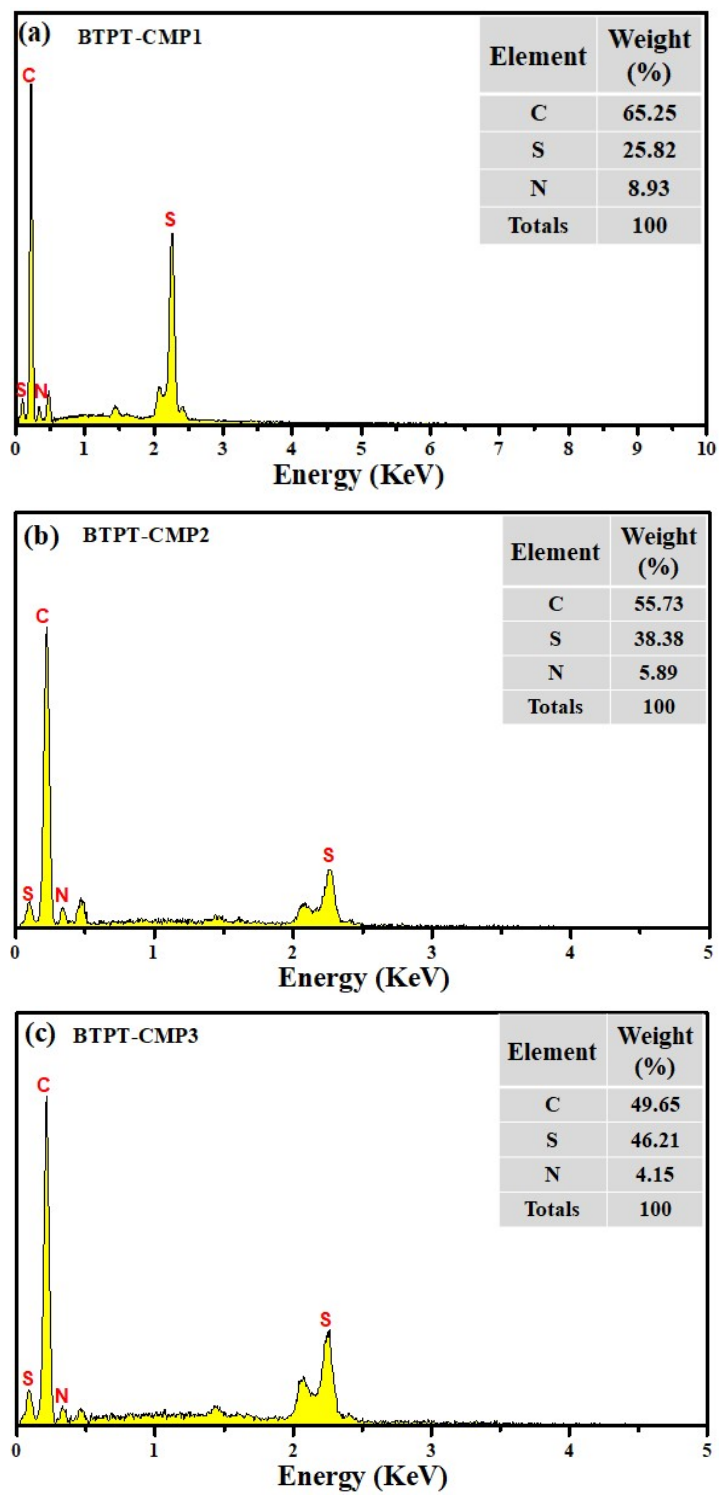 (a) BTPT-CMP1
C
S
S N
Element Weight (%)
C 65.25
S 25.82
N 8.93
Totals 100
0 1 2 3 4 5 6 7 8 9 10
Energy (KeV)
(b) BTPT-CMP2
C
S N
S
Element Weight (%)
C 55.73
S 38.38
N 5.89
Totals 100
0 1 2 3 4 5
Energy (KeV)
(c) BTPT-CMP3
C
S N
S
Element Weight (%)
C 49.65
S 46.21
N 4.15
Totals 100
0 1 2 3 4 5
Energy (KeV)